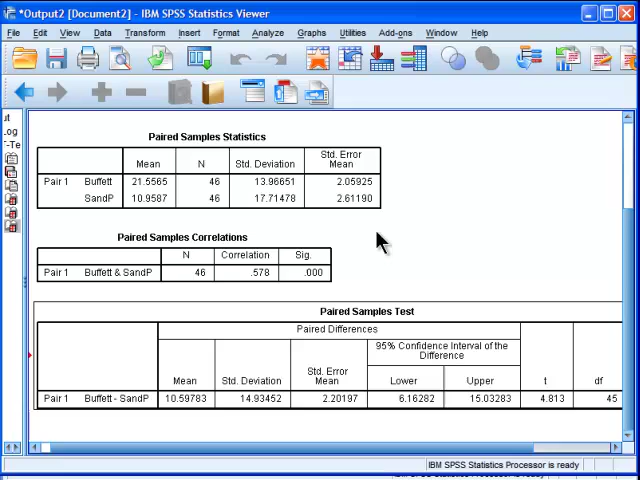 *Output2 [Document2] - IBM SPSS Statistics Viewer
File Edit View Data Transform Insert Format Analyze Graphs Utilities Add-ons Window Help
ut
Log
T-Te
Paired Samples Statistics
Mean N Std. Deviation Std. Error Mean
Pair 1 Buffett 21.5565 46 13.96651 2.05925
SandP 10.9587 46 17.71478 2.61190
Paired Samples Correlations
N Correlation Sig.
Pair 1 Buffett & SandP 46 .578 .000
Paired Samples Test
Paired Differences
95% Confidence Interval of the Difference
Mean Std. Deviation Std. Error Mean Lower Upper t df
Pair 1 Buffett - SandP 10.59783 14.93452 2.20197 6.16282 15.03283 4.813 45
IBM SPSS Statistics Processor is ready